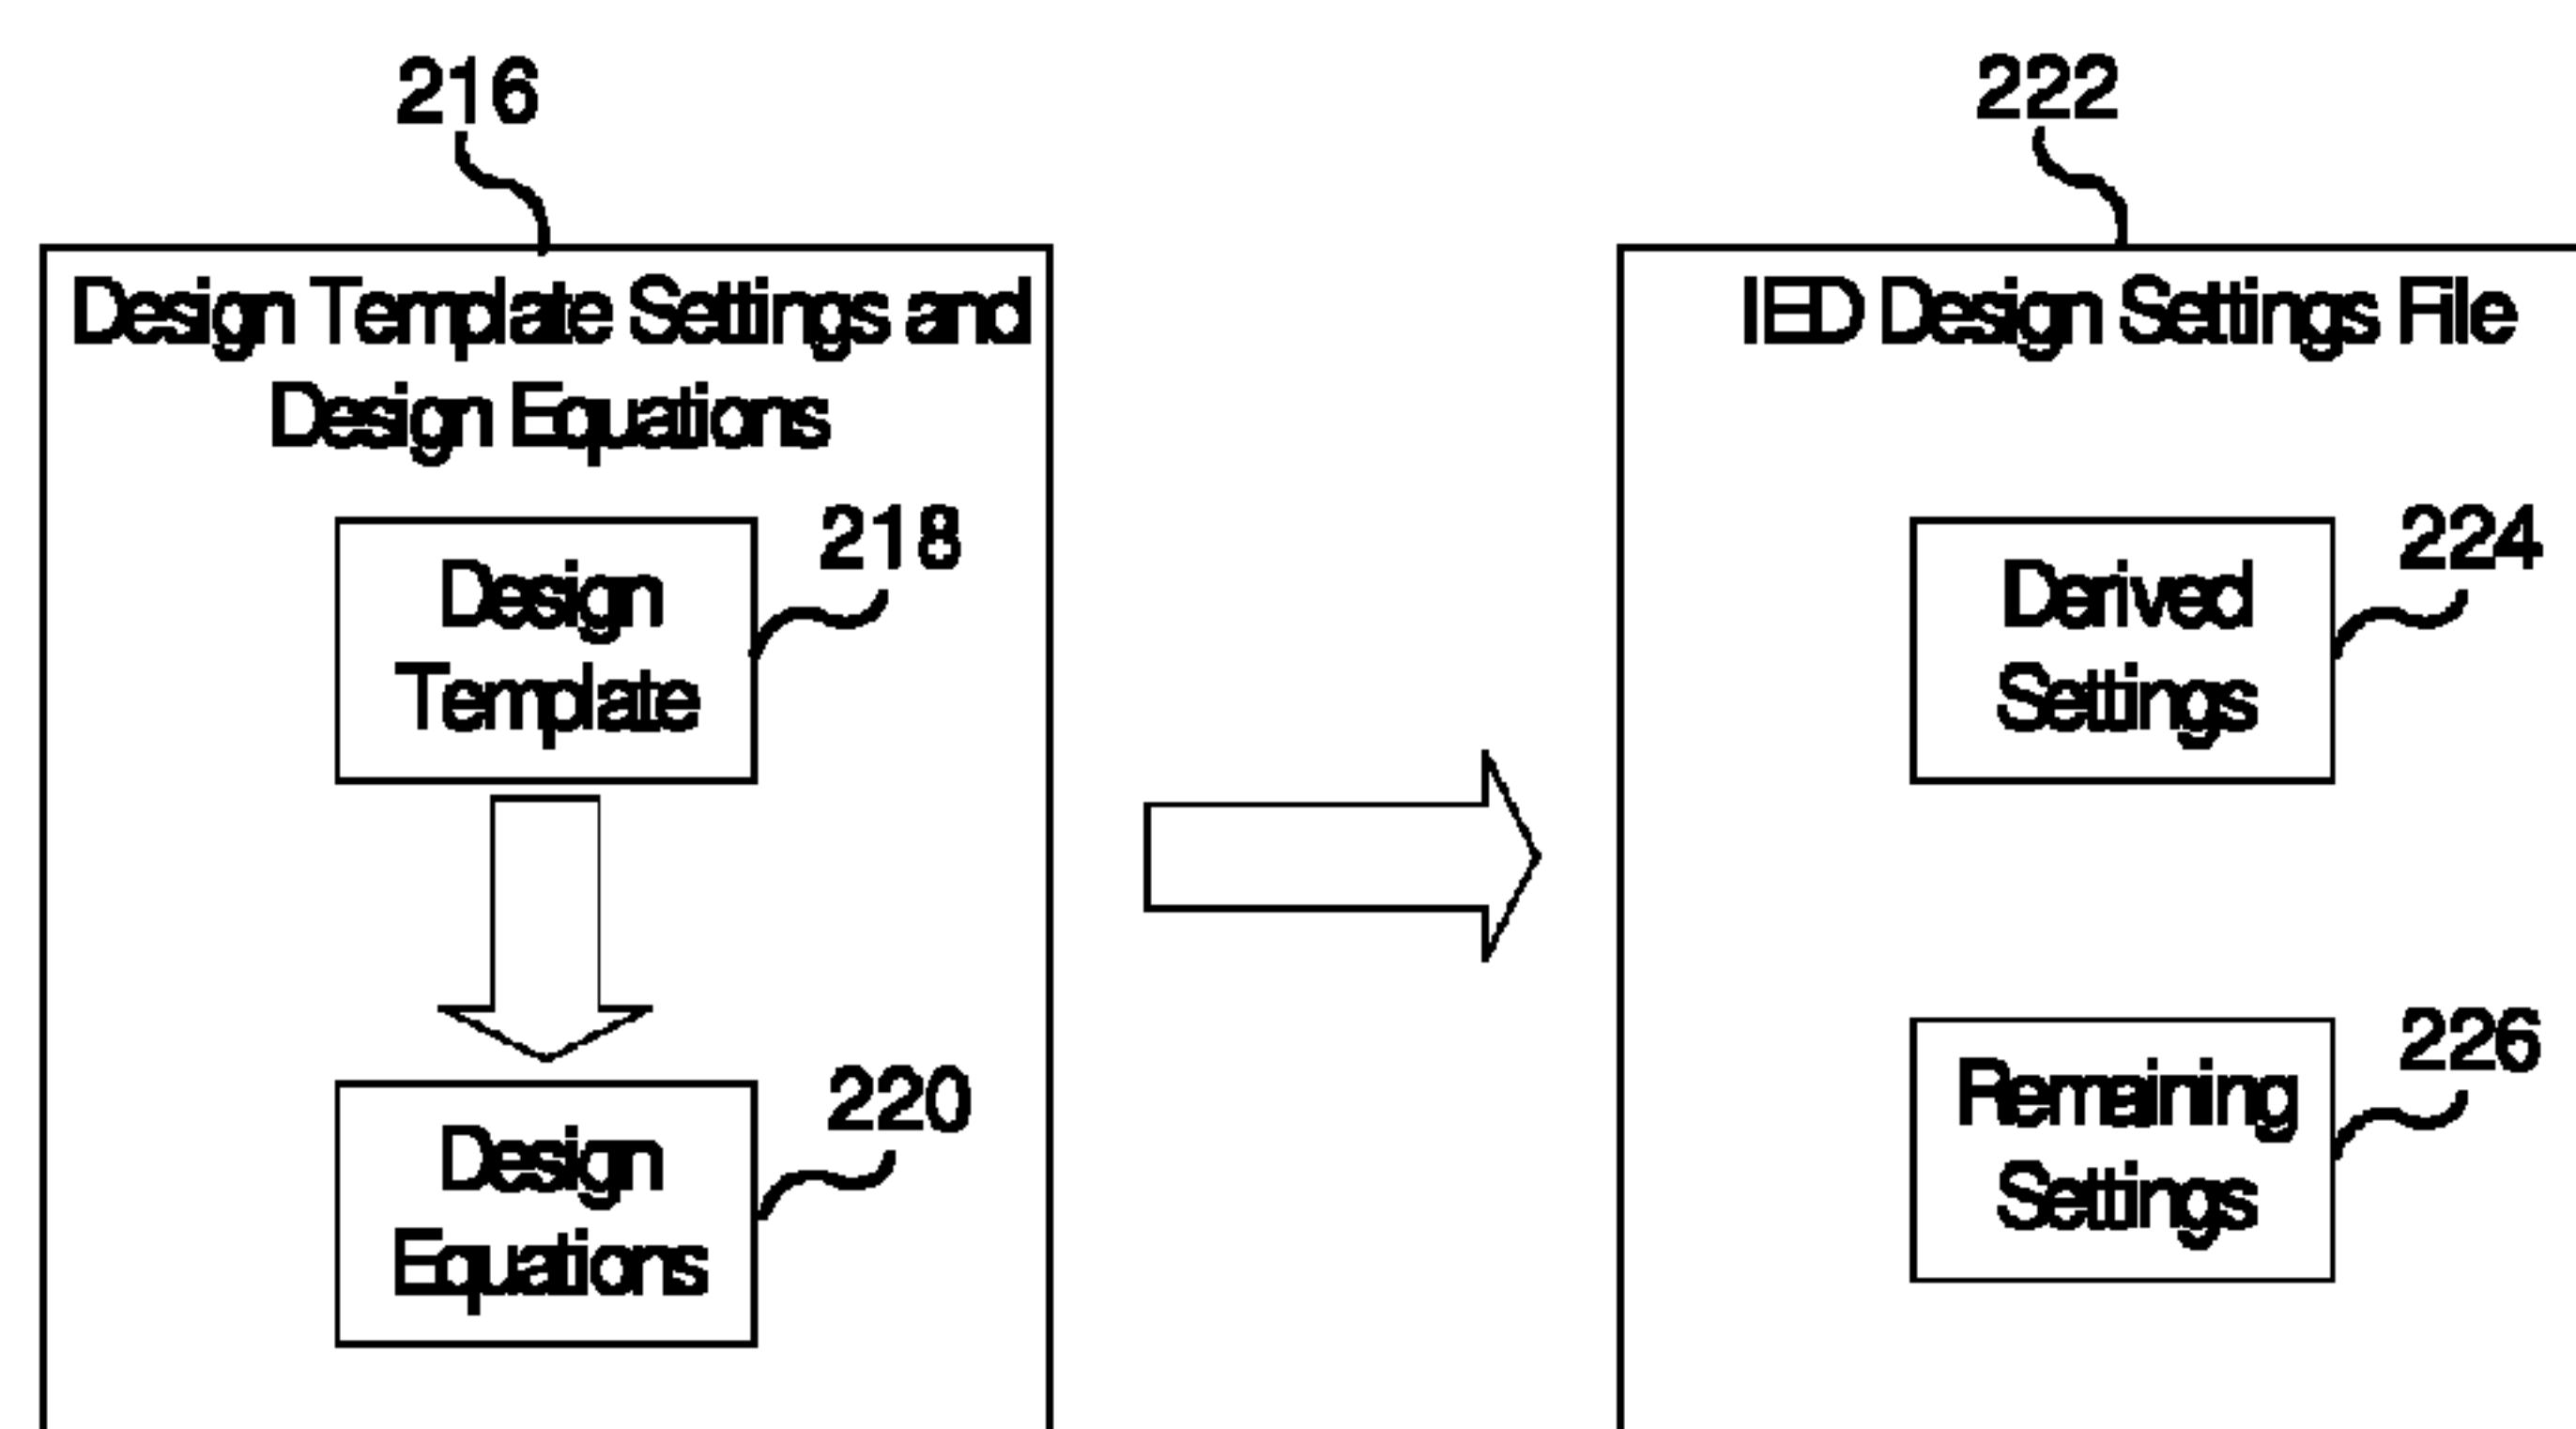 216
Design Template Settings and
Design Equations
218
Design
Template
220
Design
Equations
222
IED Design Settings File
224
Derived
Settings
226
Remaining
Settings